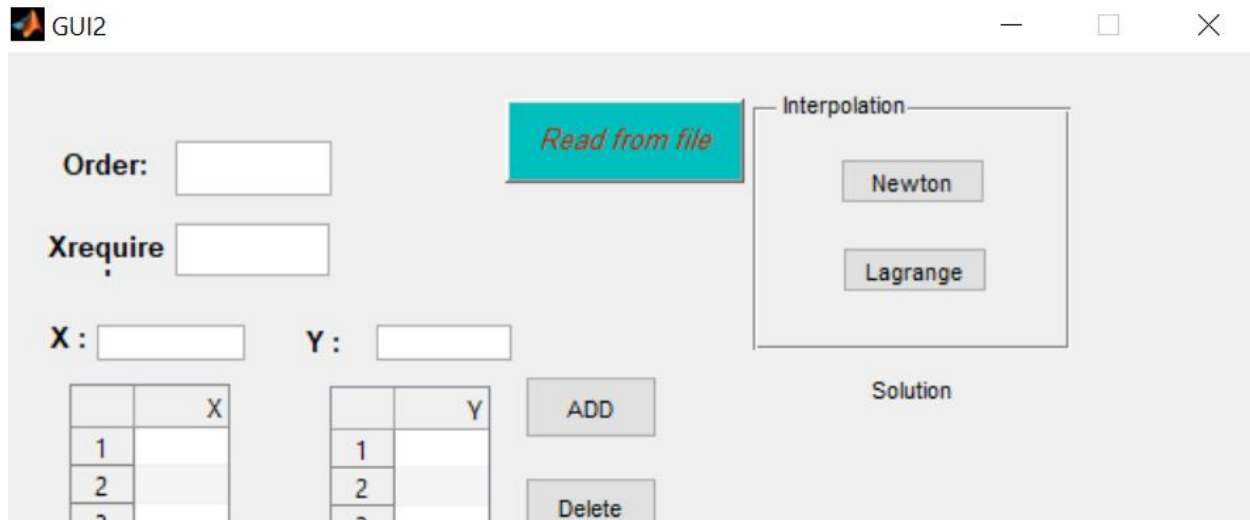 GUI2
Order:
Read from file
Interpolation
Newton
Xrequire
Lagrange
X :
Y :
Solution
X
Y
ADD
1
1
2
2
Delete